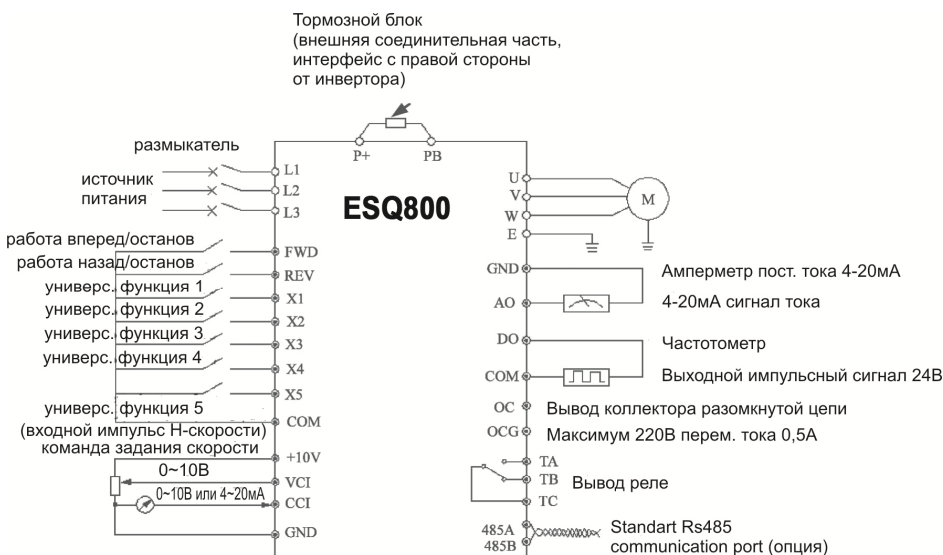 Тормозной блок
(внешняя соединительная часть,
интерфейс с правой стороны
от инвертора)
P+
PB
ESQ800
размыкатель
источник
питания
L1
L2
L3
работа вперед/останов
FWD
работа назад/останов
REV
универс. функция 1
X1
универс. функция 2
X2
универс. функция 3
X3
универс. функция 4
X4
X5
универс. функция 5
COM
(входной импульс Н-скорости)
команда задания скорости
+10V
0~10В
VCI
0~10В или 4~20мА
CCI
GND
U
V
W
E
M
GND
Амперметр пост. тока 4-20мА
AO
4-20мА сигнал тока
DO
Частотометр
COM
Выходной импульсный сигнал 24В
OC
Вывод коллектора разомкнутой цепи
OCG
Максимум 220В перем. тока 0,5А
TA
TB
Вывод реле
TC
485A
Standart Rs485
485B
communication port (опция)